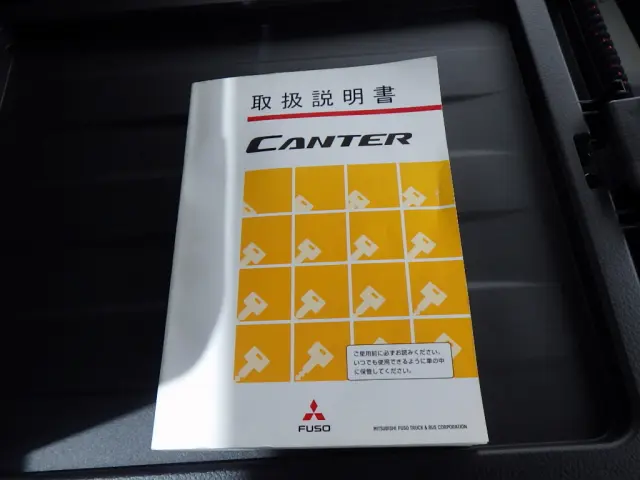 取扱説明書
CANTER
ご使用前に必ずお読みください。
いつでも使用できるように車の中
に保管してください。
FUSO
MITSUBISHI FUSO TRUCK & BUS CORPORATION